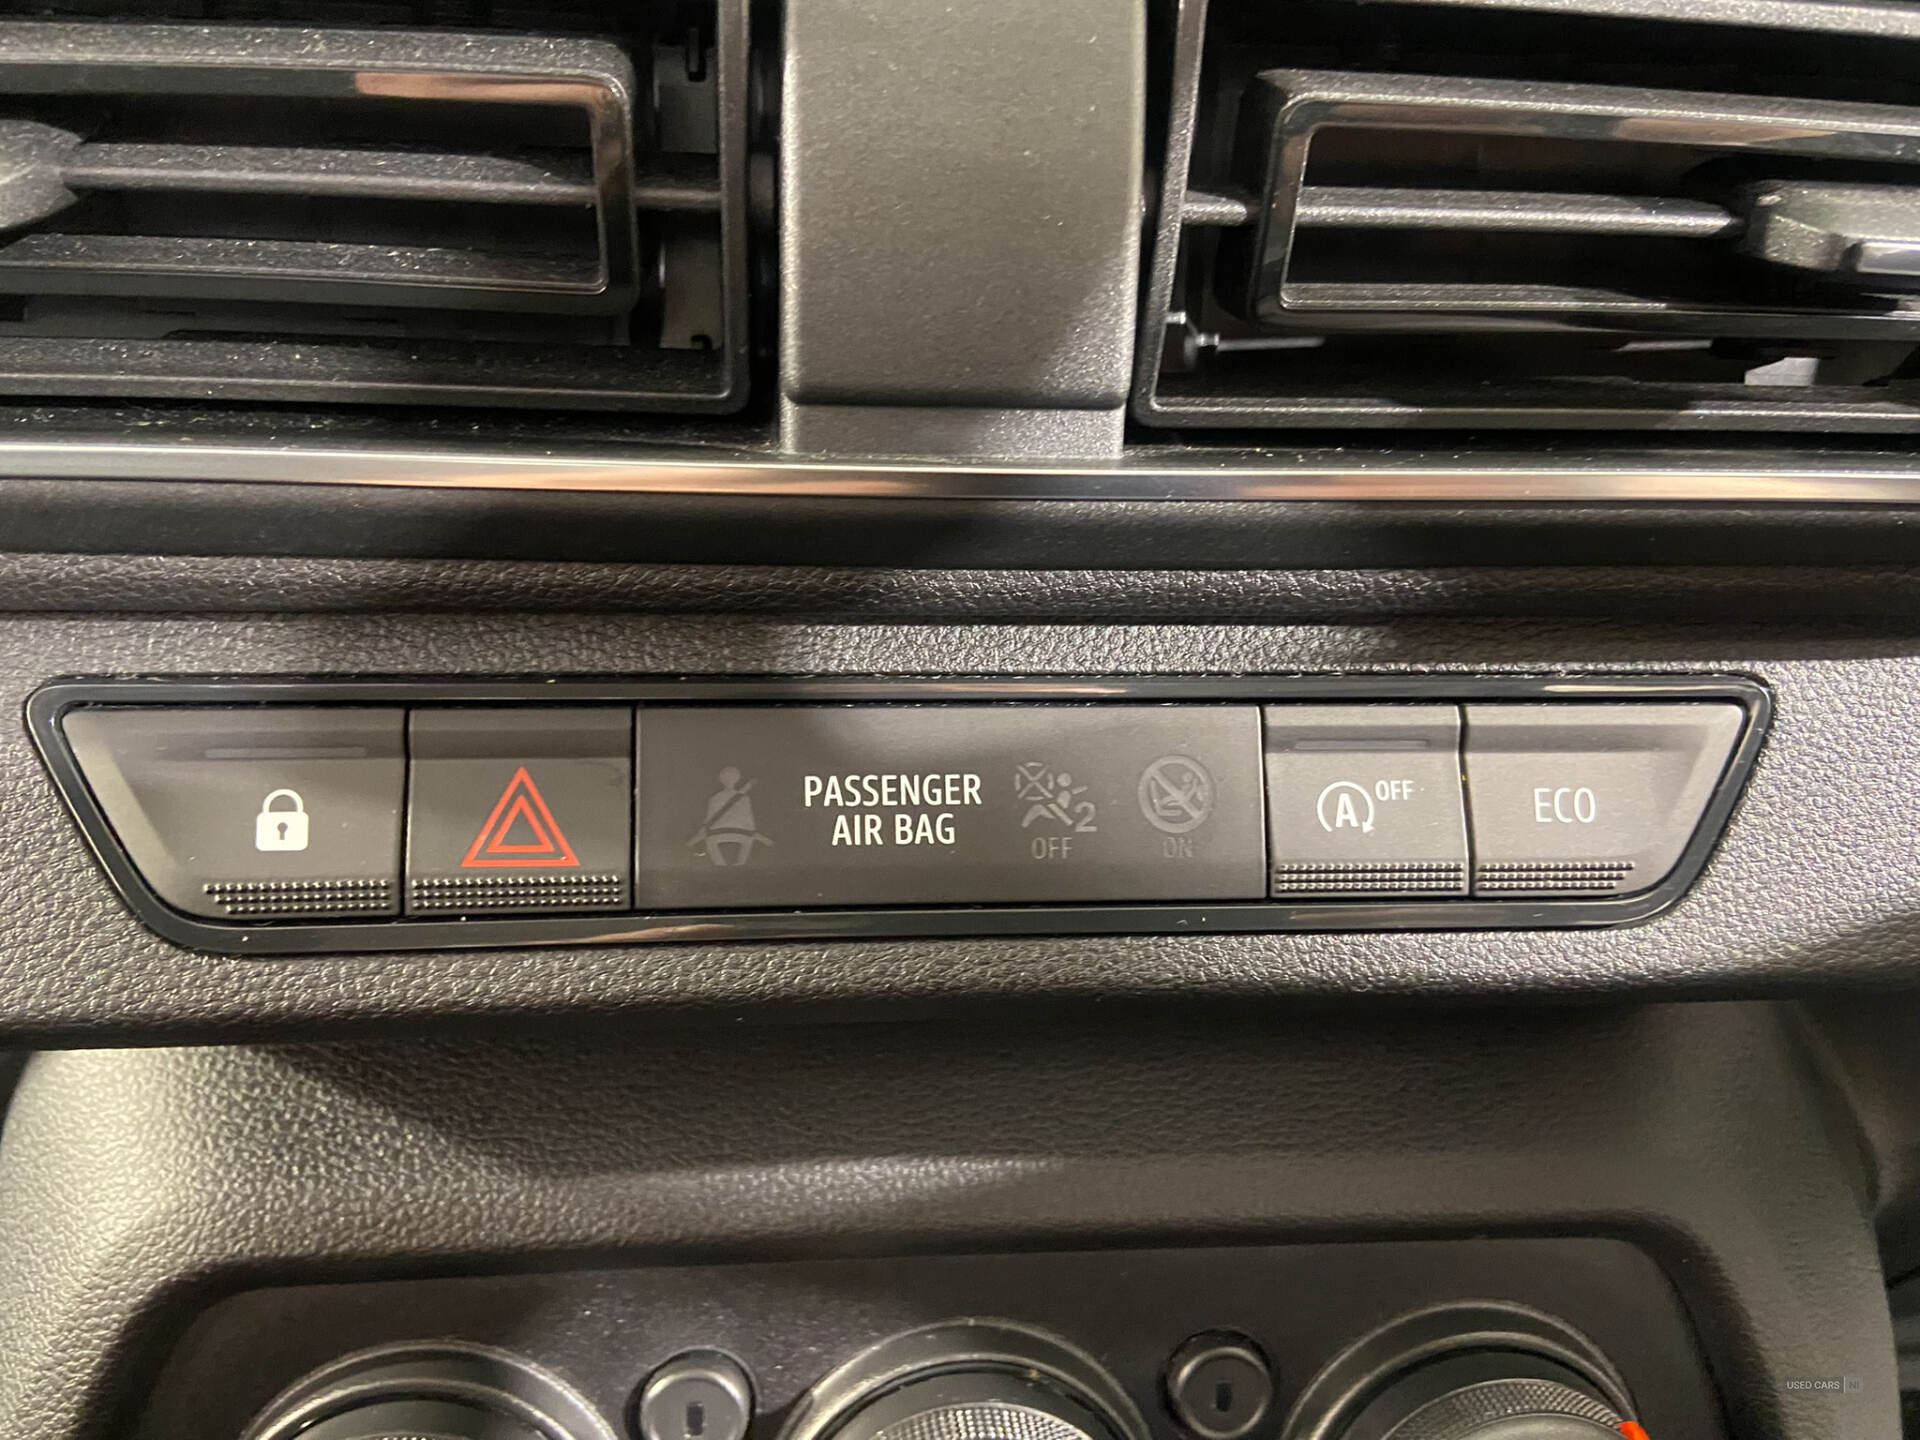 PASSENGER
AIR BAG
2
OFF
ON
A OFF
ECO
USED CARS NI